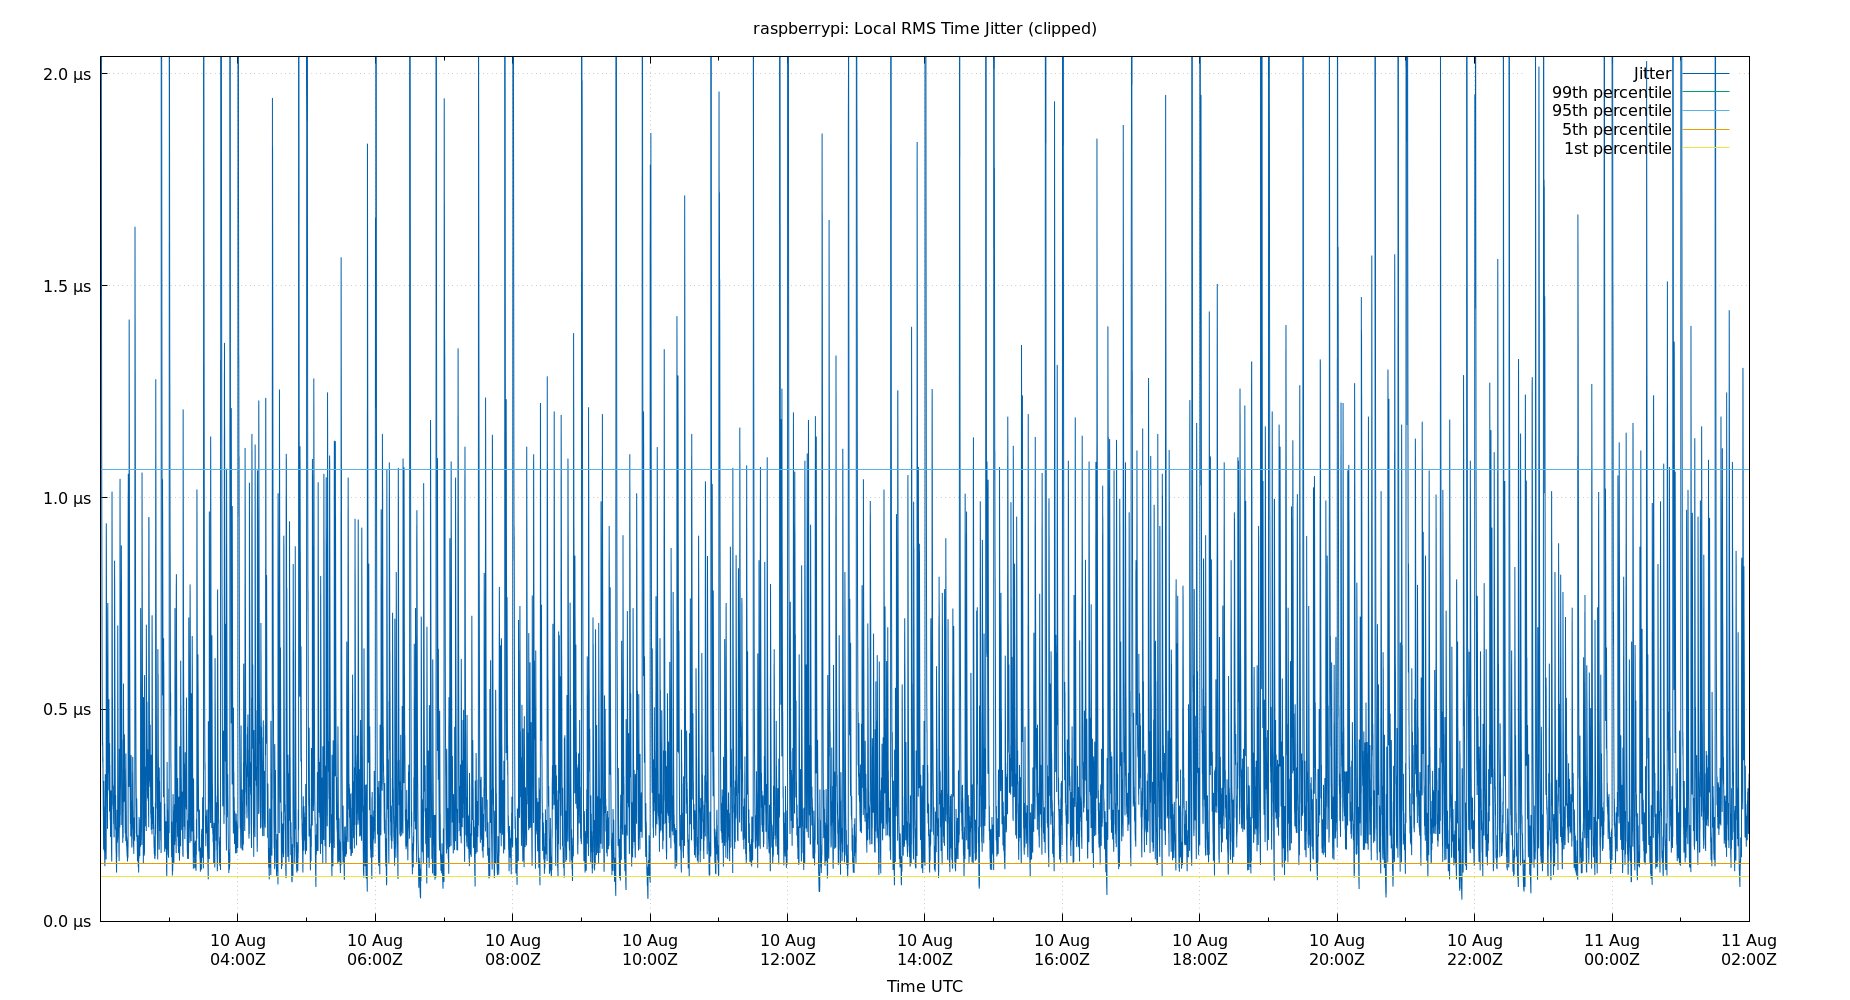 raspberrypi: Local RMS Time Jitter (clipped)
2.0 µs
1.5 µs
1.0 µs
0.5 µs
0.0 µs
Jitter
99th percentile
95th percentile
5th percentile
1st percentile
10 Aug 10 Aug 10 Aug 10 Aug 10 Aug 10 Aug 10 Aug 10 Aug 10 Aug 10 Aug 11 Aug 11 Aug
04:00Z 06:00Z 08:00Z 10:00Z 12:00Z 14:00Z 16:00Z 18:00Z 20:00Z 22:00Z 00:00Z 02:00Z
Time UTC